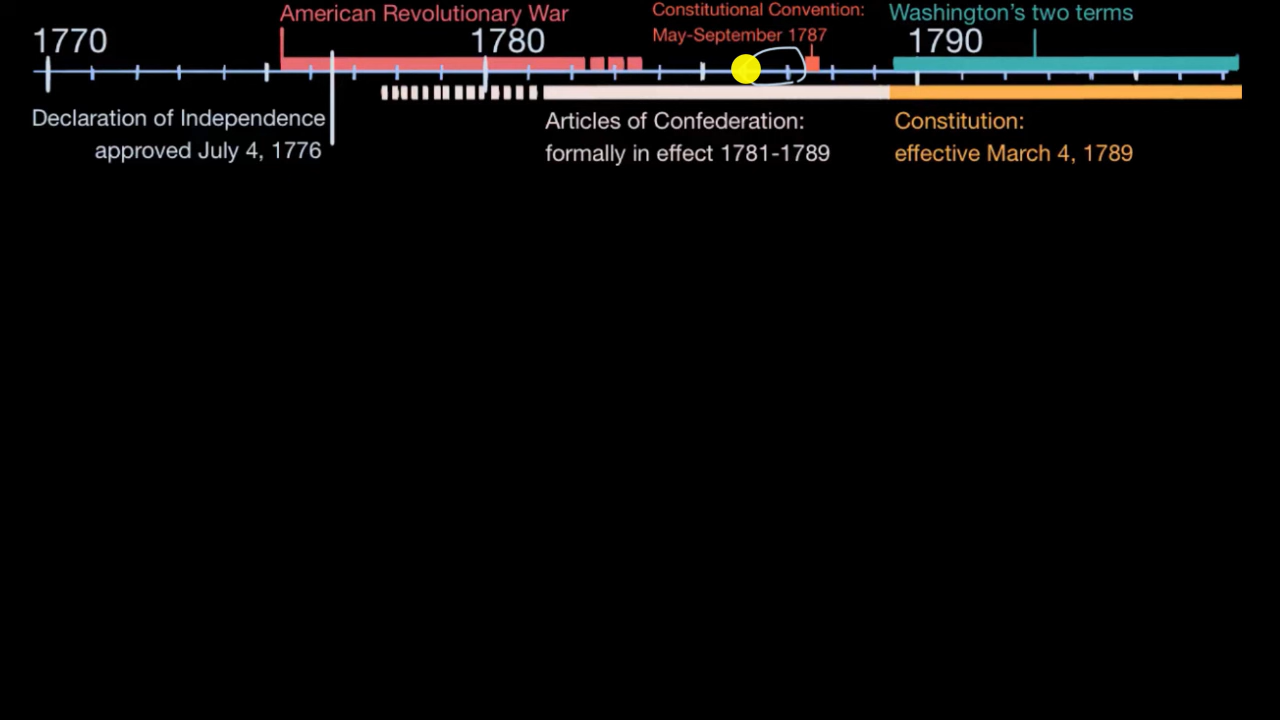 American Revolutionary War
Constitutional Convention:
May-September 1787
Washington's two terms
1770
1780
1790
Declaration of Independence
approved July 4, 1776
Articles of Confederation:
formally in effect 1781-1789
Constitution:
effective March 4, 1789